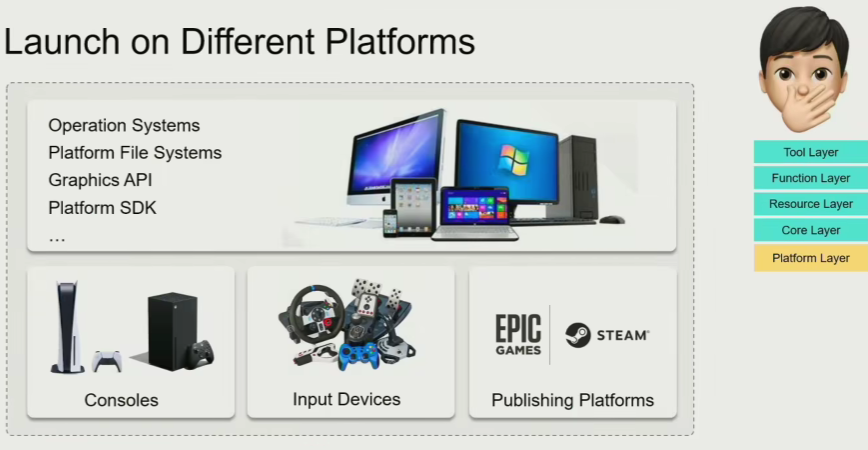 Launch on Different Platforms
Operation Systems
Platform File Systems
Graphics API
Platform SDK
...
Consoles
Input Devices
EPIC
GAMES
STEAM
Publishing Platforms
Tool Layer
Function Layer
Resource Layer
Core Layer
Platform Layer